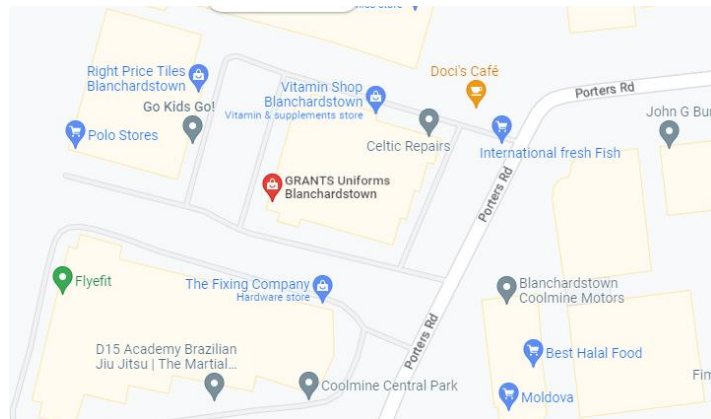 Right Price Tiles
Blanchardstown
Go Kids Go!
Polo Stores
Vitamin Shop
Blanchardstown
Vitamin & supplements store
Doci's Café
Porters Rd
John G Bur
Celtic Repairs
International fresh Fish
GRANTS Uniforms
Blanchardstown
Porters Rd
Flyefit
The Fixing Company
Hardware store
Blanchardstown
Coolmine Motors
Porters Rd
D15 Academy Brazilian
Jiu Jitsu | The Martial...
Best Halal Food
Coolmine Central Park
Fim
Moldova